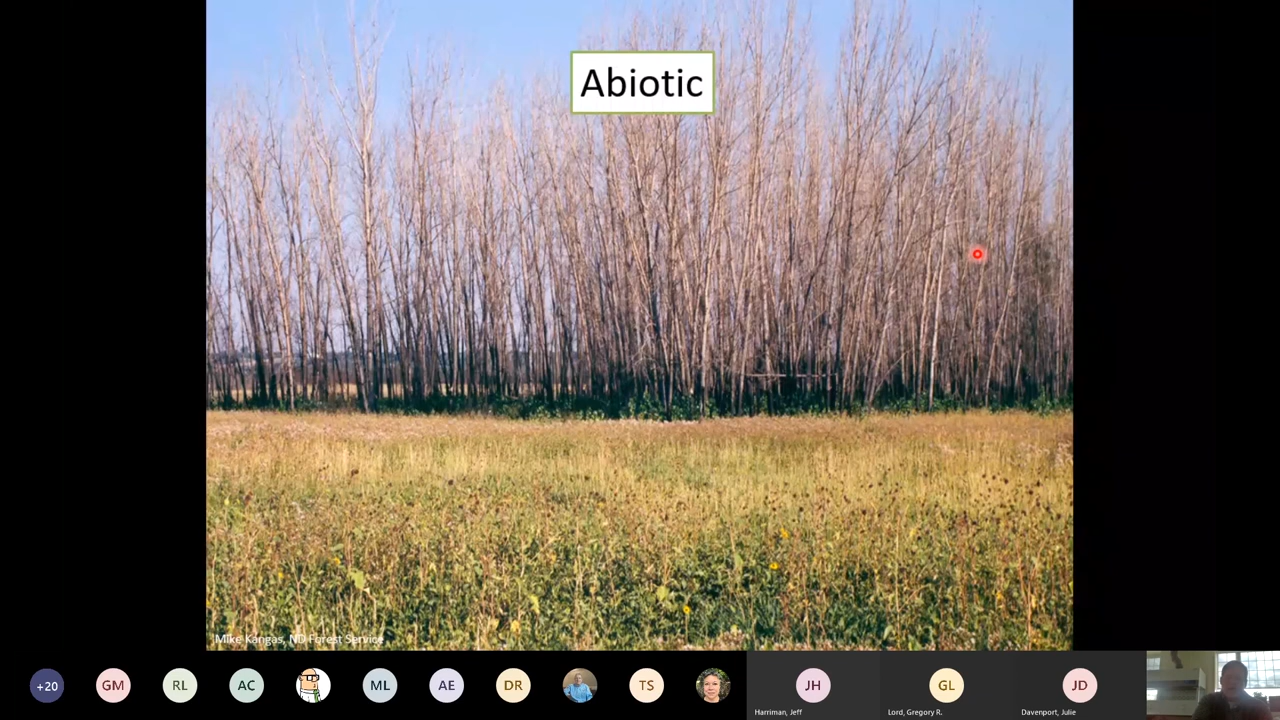 Abiotic
Mike Kangas, ND Forest Service
+20
GM
RL
AC
ML
AE
DR
TS
JH
GL
JD
Harriman, Jeff
Lord, Gregory R.
Davenport, Julie